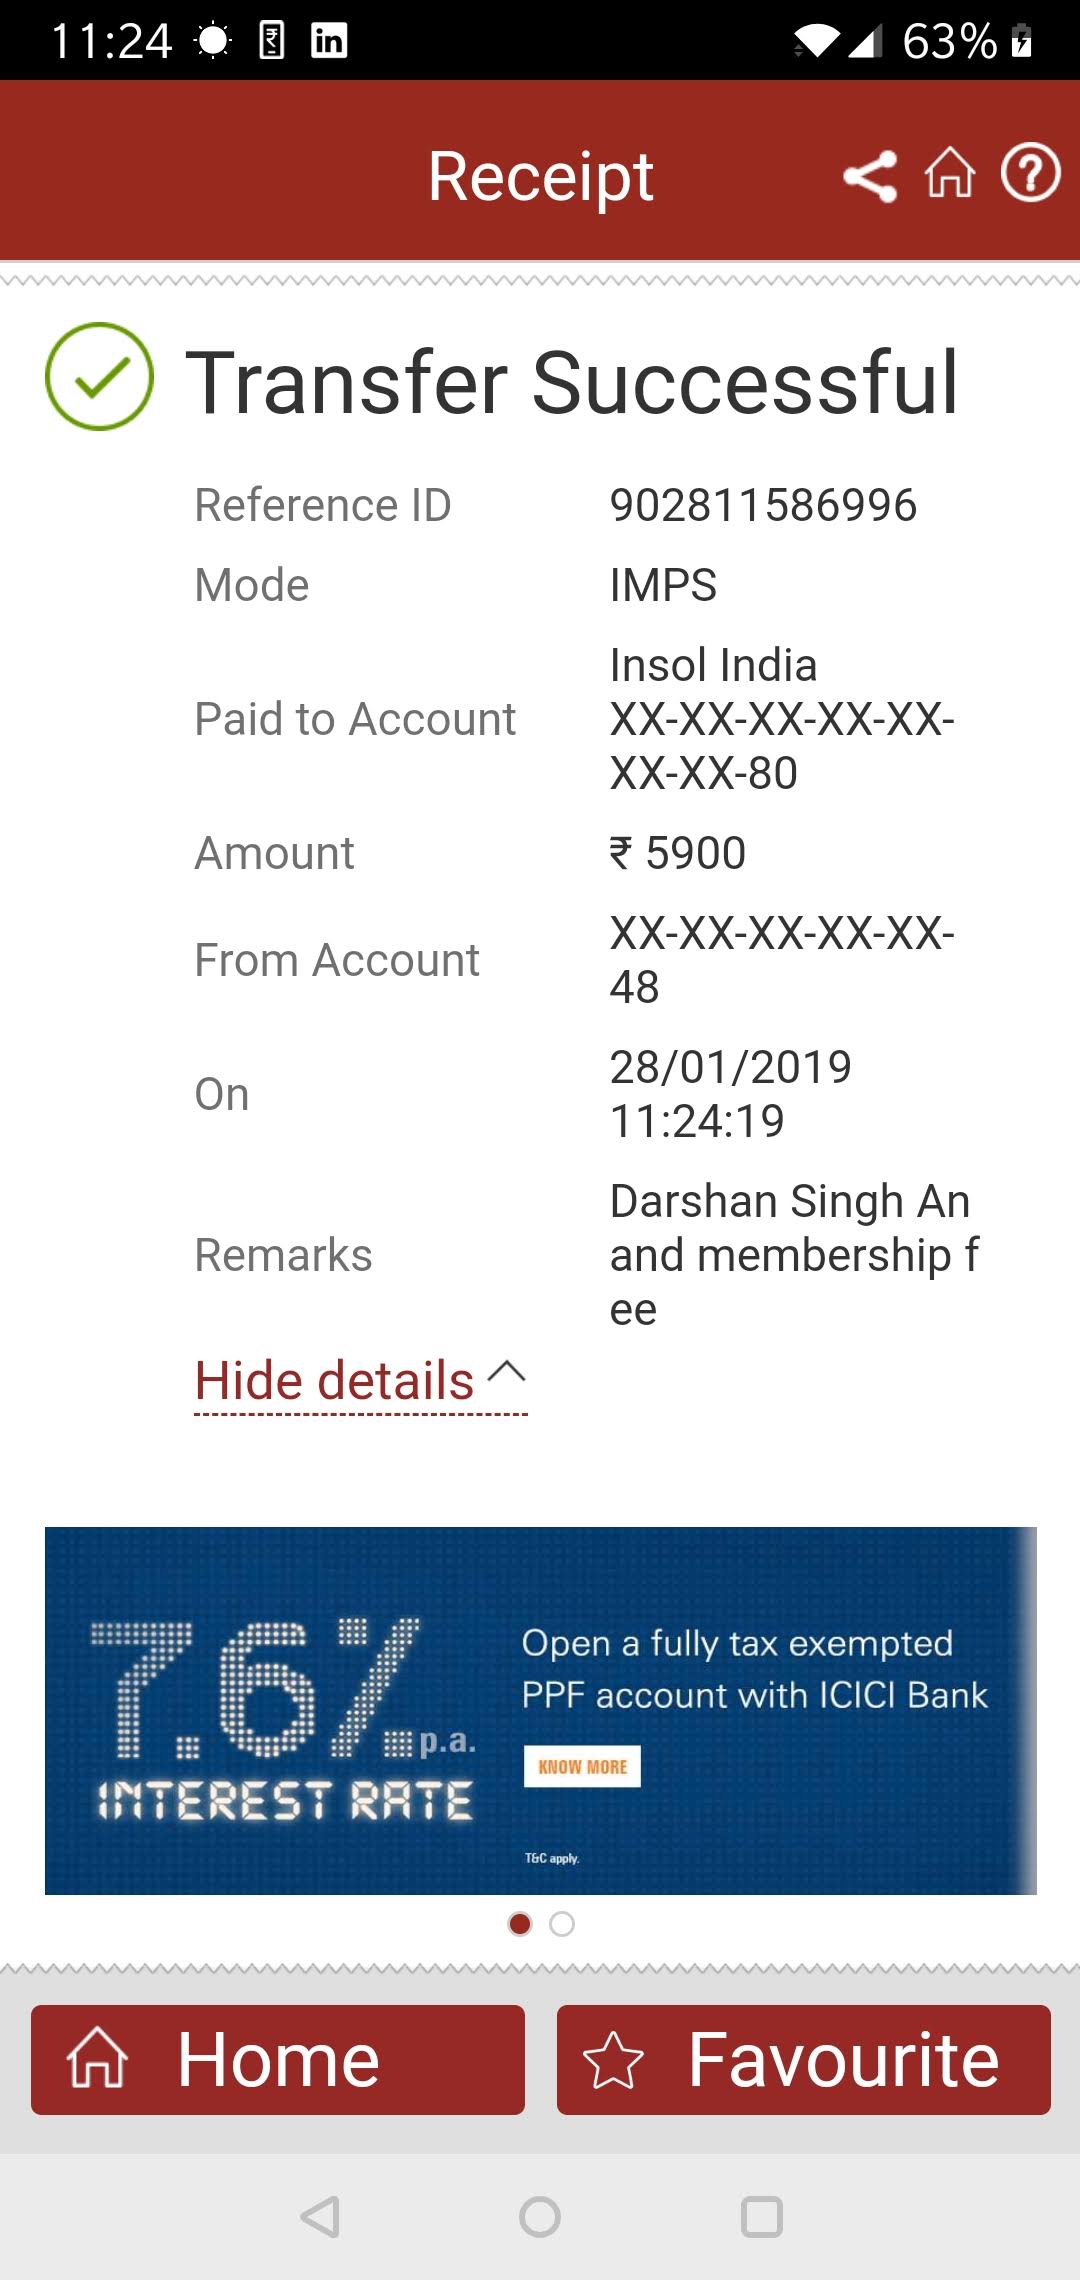 11:24
63%
Receipt
Transfer Successful
Reference ID 902811586996
Mode IMPS
Paid to Account Insol India
XX-XX-XX-XX-XX-
XX-XX-80
Amount ₹ 5900
From Account XX-XX-XX-XX-XX-
48
On 28/01/2019
11:24:19
Remarks Darshan Singh An
and membership f
ee
Hide details
7.6% p.a.
INTEREST RATE
Open a fully tax exempted
PPF account with ICICI Bank
KNOW MORE
T&C apply.
Home
Favourite